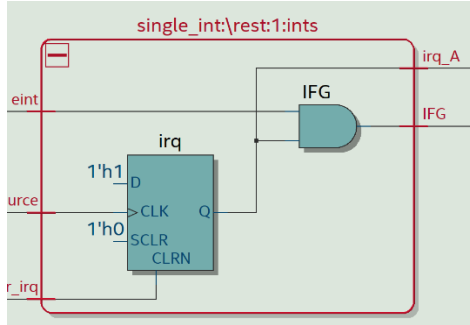 single_int:\rest:1:ints
irq_A
IFG
eint
IFG
irq
1'h1
D
urce
CLK
Q
1'h0
SCLR
CLRN
r_irq